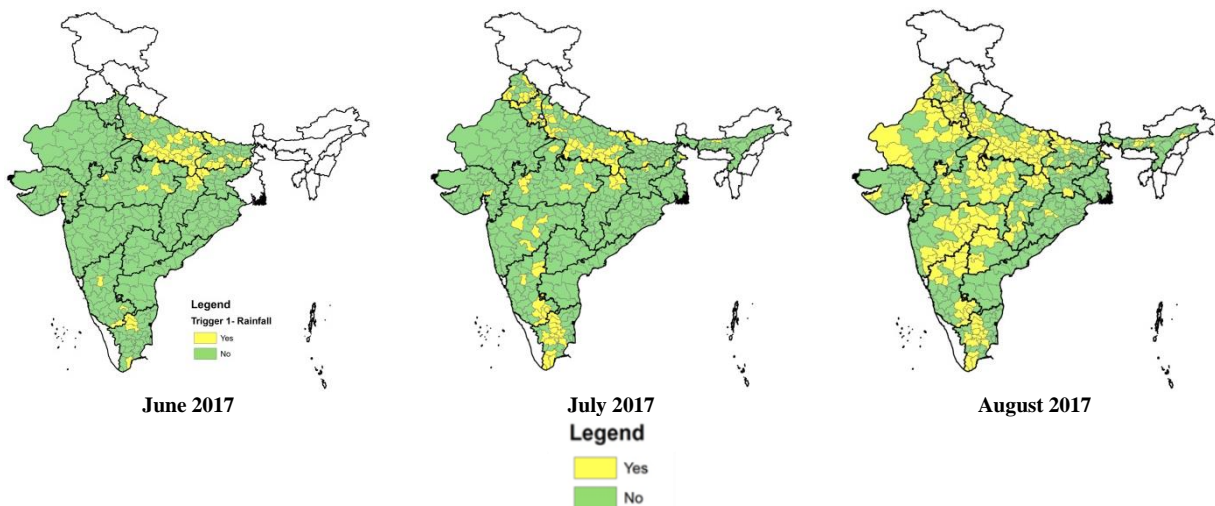 Legend
Trigger 1- Rainfall
Yes
No
June 2017
July 2017
August 2017
Legend
Yes
No